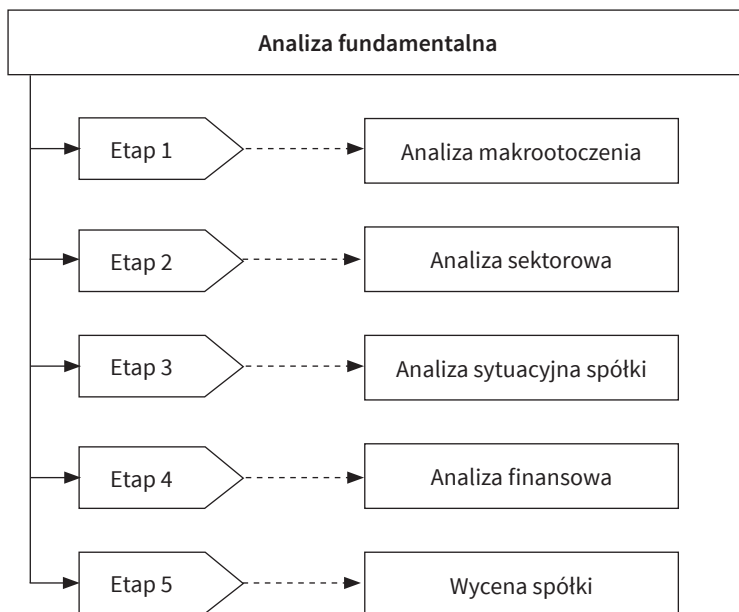 Analiza fundamentalna
Etap 1
Analiza makrootoczenia
Etap 2
Analiza sektorowa
Etap 3
Analiza sytuacyjna spółki
Etap 4
Analiza finansowa
Etap 5
Wycena spółki